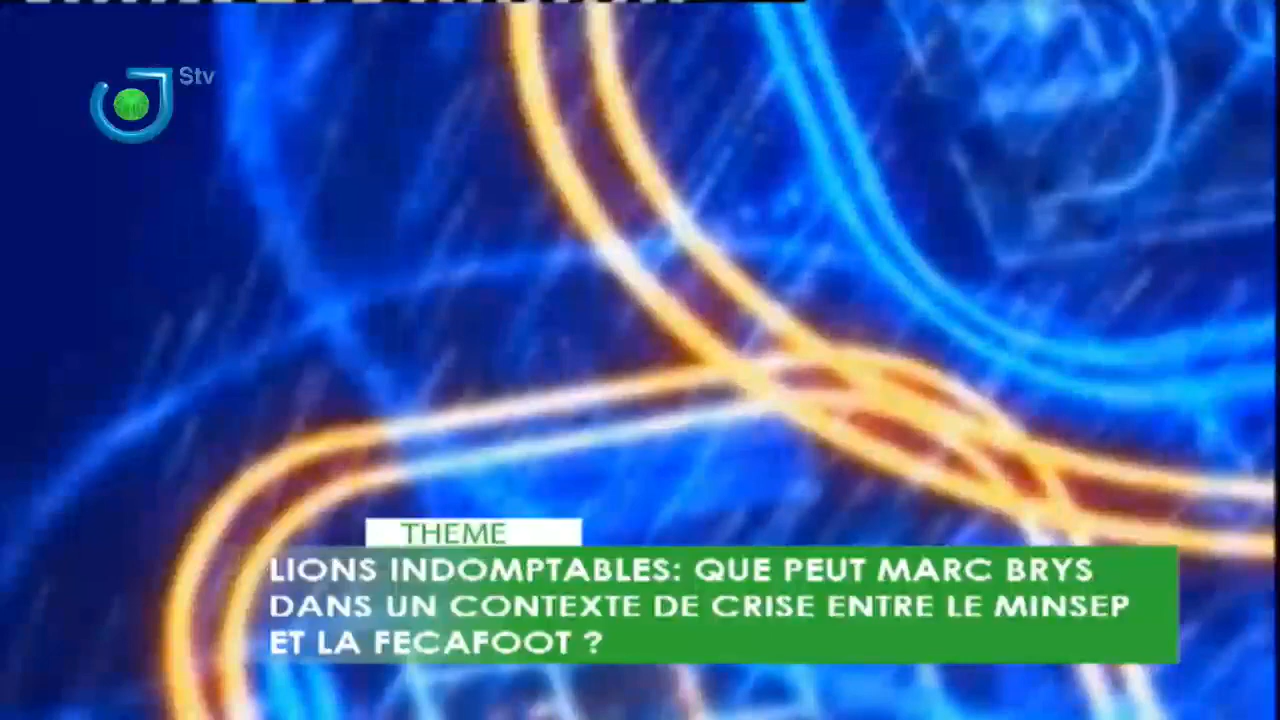 Stv
THEME
LIONS INDOMPTABLES: QUE PEUT MARC BRYS
DANS UN CONTEXTE DE CRISE ENTRE LE MINSEP
ET LA FECAFOOT ?